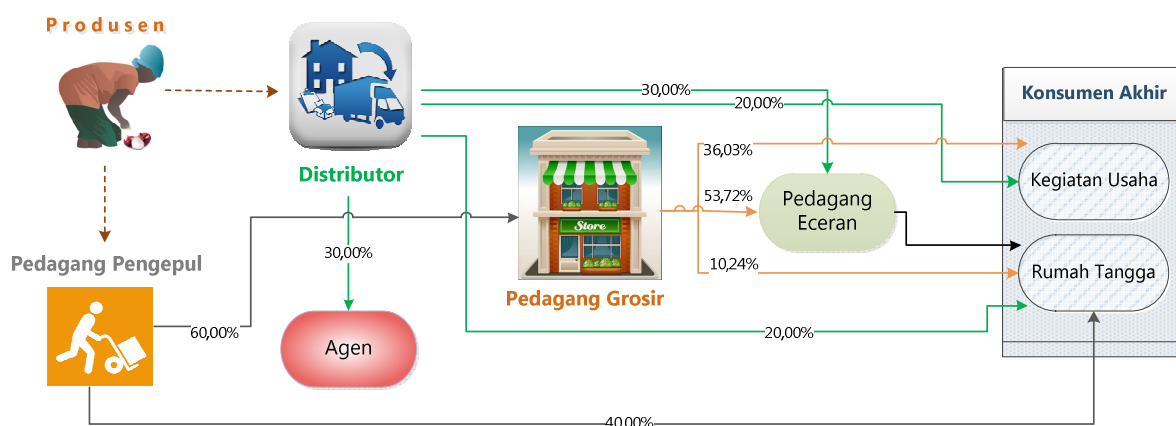 Produsen
30,00%
20,00%
Konsumen Akhir
36,03%
Distributor
Kegiatan Usaha
53,72%
Pedagang
Eceran
Store
30,00%
Pedagang Pengepul
10,24%
Rumah Tangga
Pedagang Grosir
60,00%
20,00%
Agen
40,00%